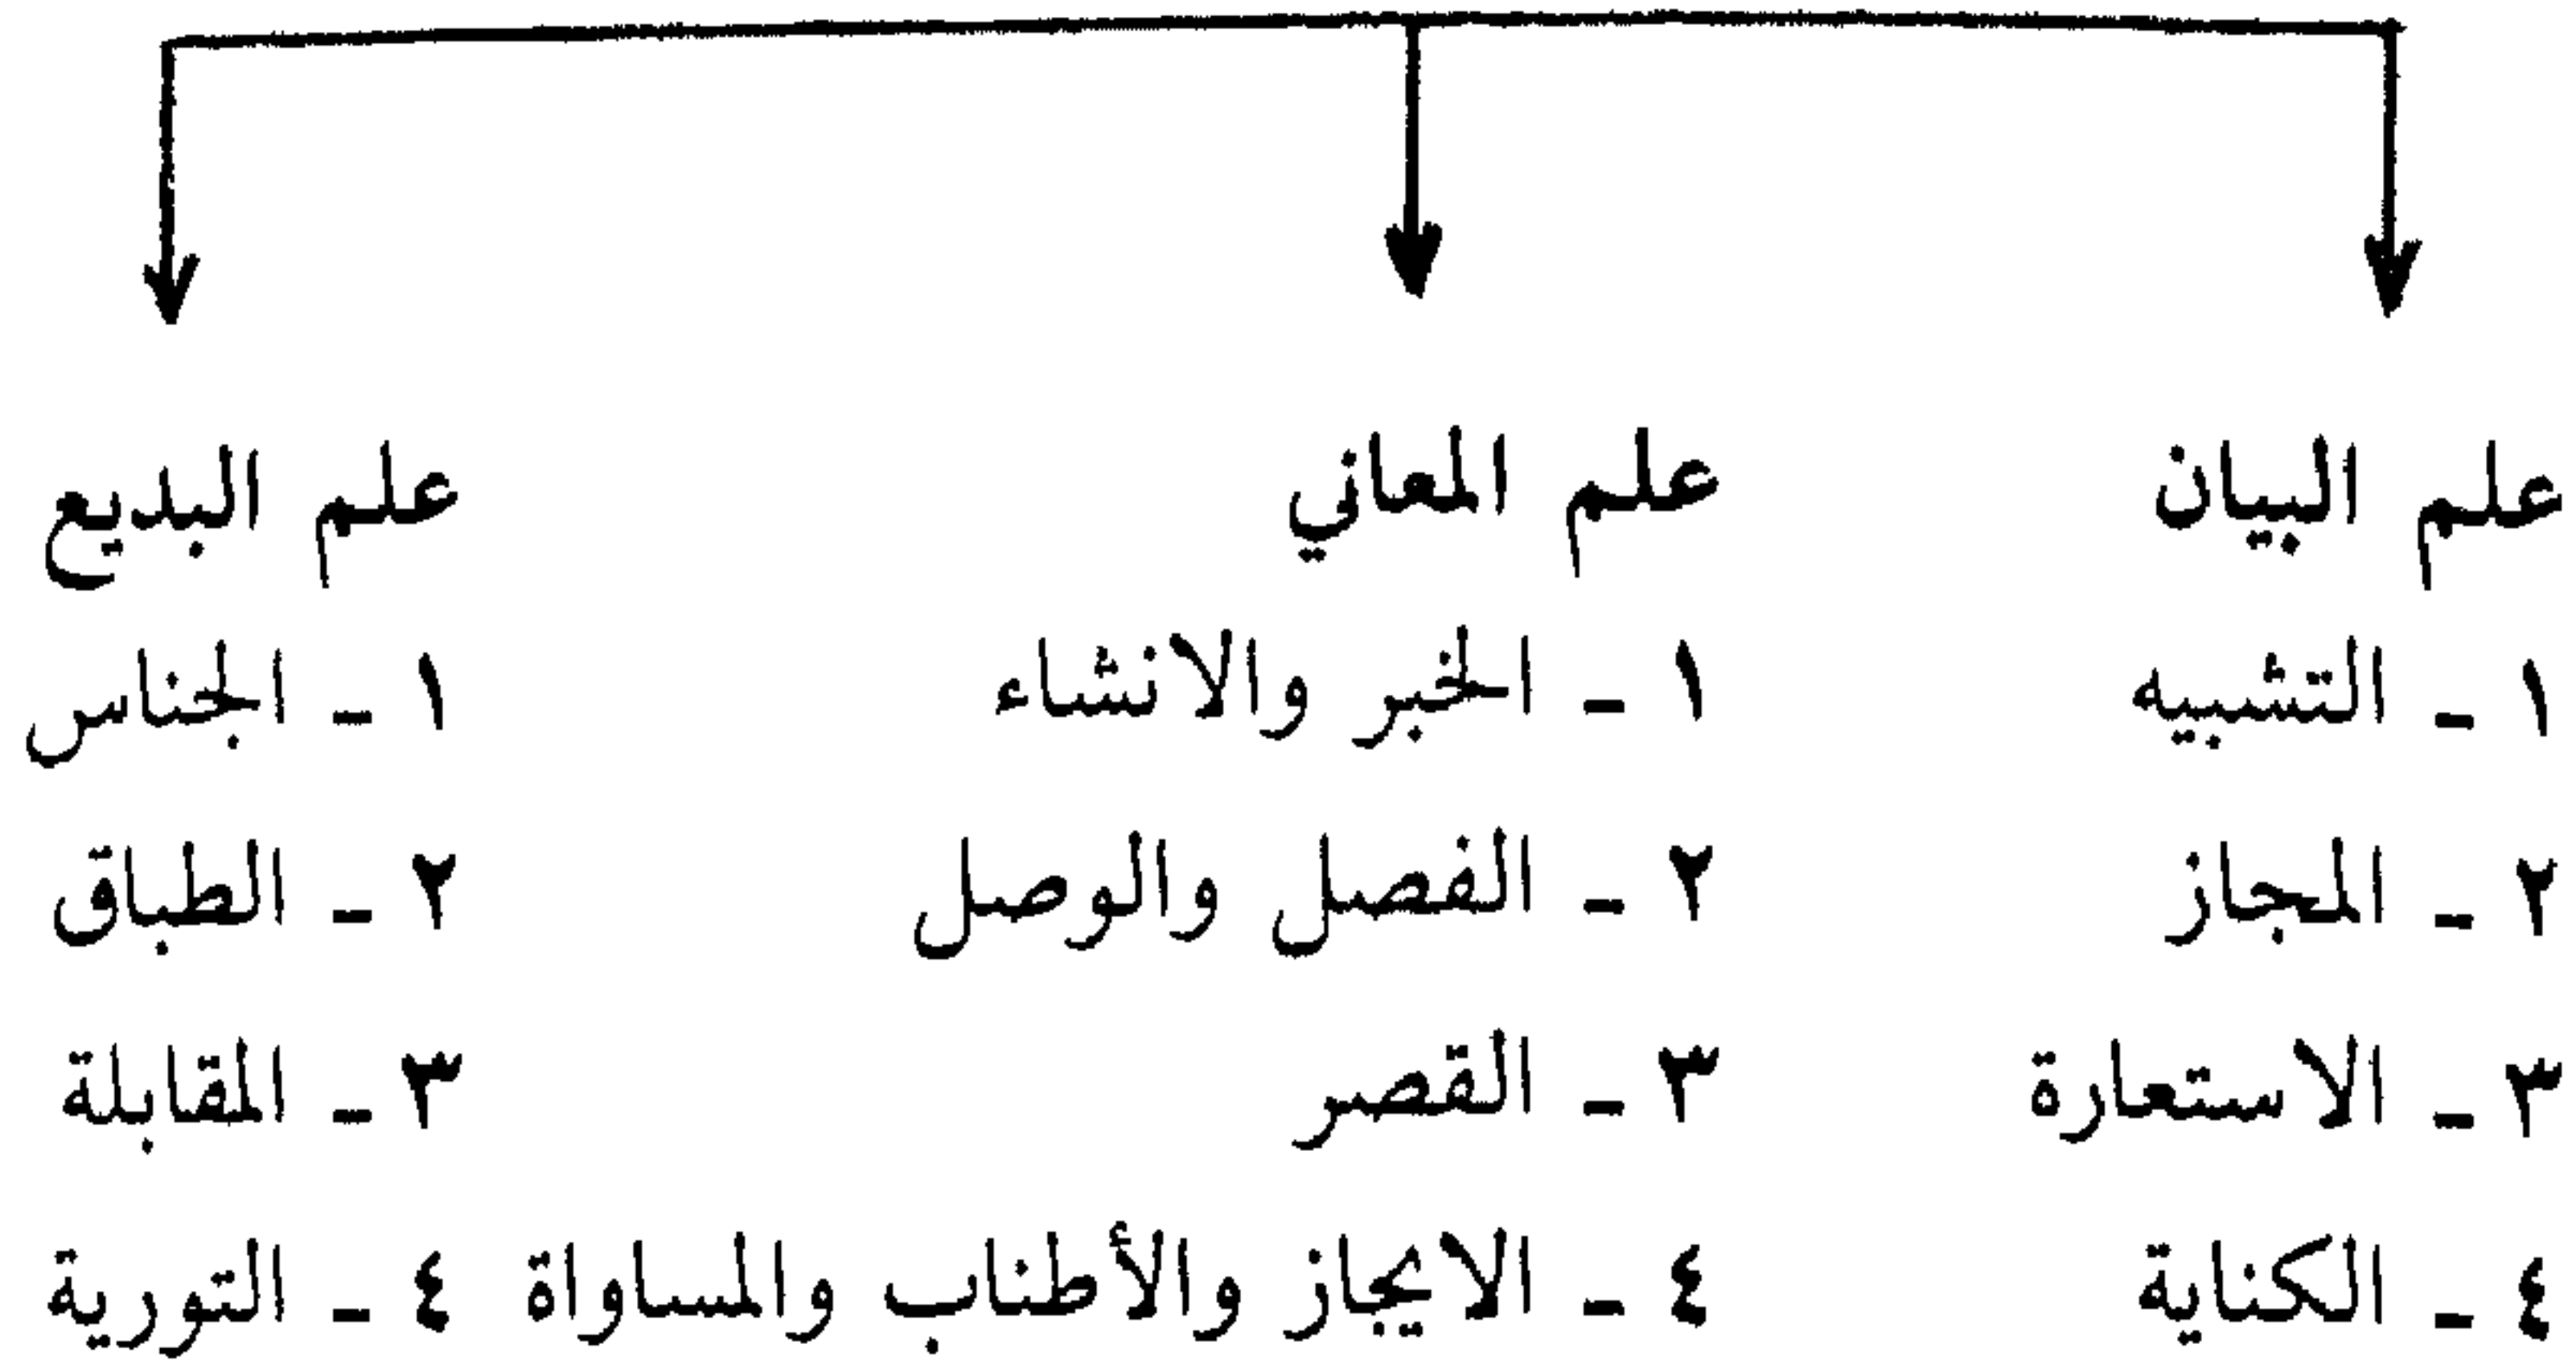 علم البيان
١ - التشبيه
٢ - المجاز
٣ - الاستعارة
٤ - الكناية
علم المعاني
١ - الخبر والانشاء
٢ - الفصل والوصل
٣ - القصر
٤ - الايجاز والأطناب والمساواة
علم البديع
١ - الجناس
٢ - الطباق
٣ - المقابلة
٤ - التورية